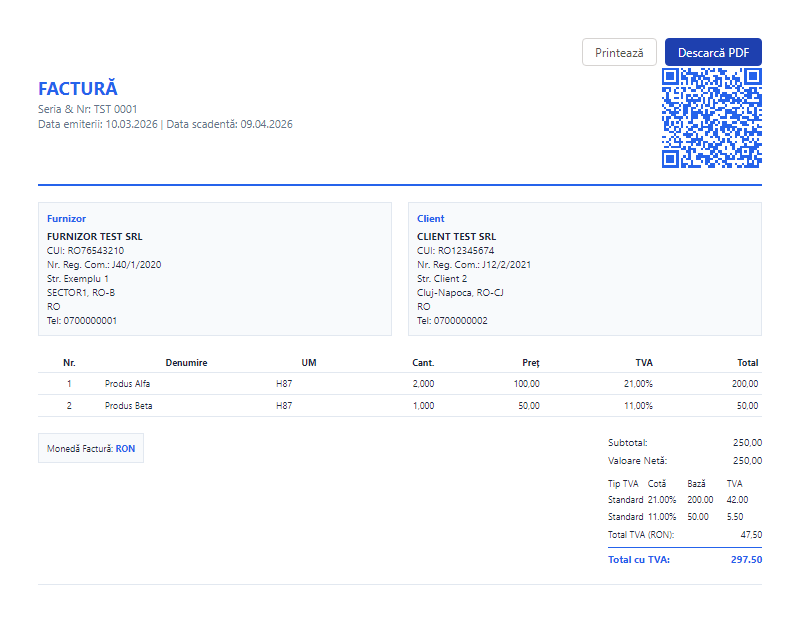 Printează
Descarcă PDF
FACTURĂ
Seria & Nr: TST 0001
Data emiterii: 10.03.2026 | Data scadentă: 09.04.2026
Furnizor
FURNIZOR TEST SRL
CUI: RO76543210
Nr. Reg. Com.: J40/1/2020
Str. Exemplu 1
SECTOR1, RO-B
RO
Tel: 0700000001
Client
CLIENT TEST SRL
CUI: RO12345674
Nr. Reg. Com.: J12/2/2021
Str. Client 2
Cluj-Napoca, RO-CJ
RO
Tel: 0700000002
Nr. Denumire UM Cant. Preț TVA Total
1 Produs Alfa H87 2,000 100,00 21,00% 200,00
2 Produs Beta H87 1,000 50,00 11,00% 50,00
Monedă Factură: RON
Subtotal: 250,00
Valoare Netă: 250,00
Tip TVA Cotă Bază TVA
Standard 21.00% 200.00 42.00
Standard 11.00% 50.00 5.50
Total TVA (RON): 47.50
Total cu TVA: 297.50